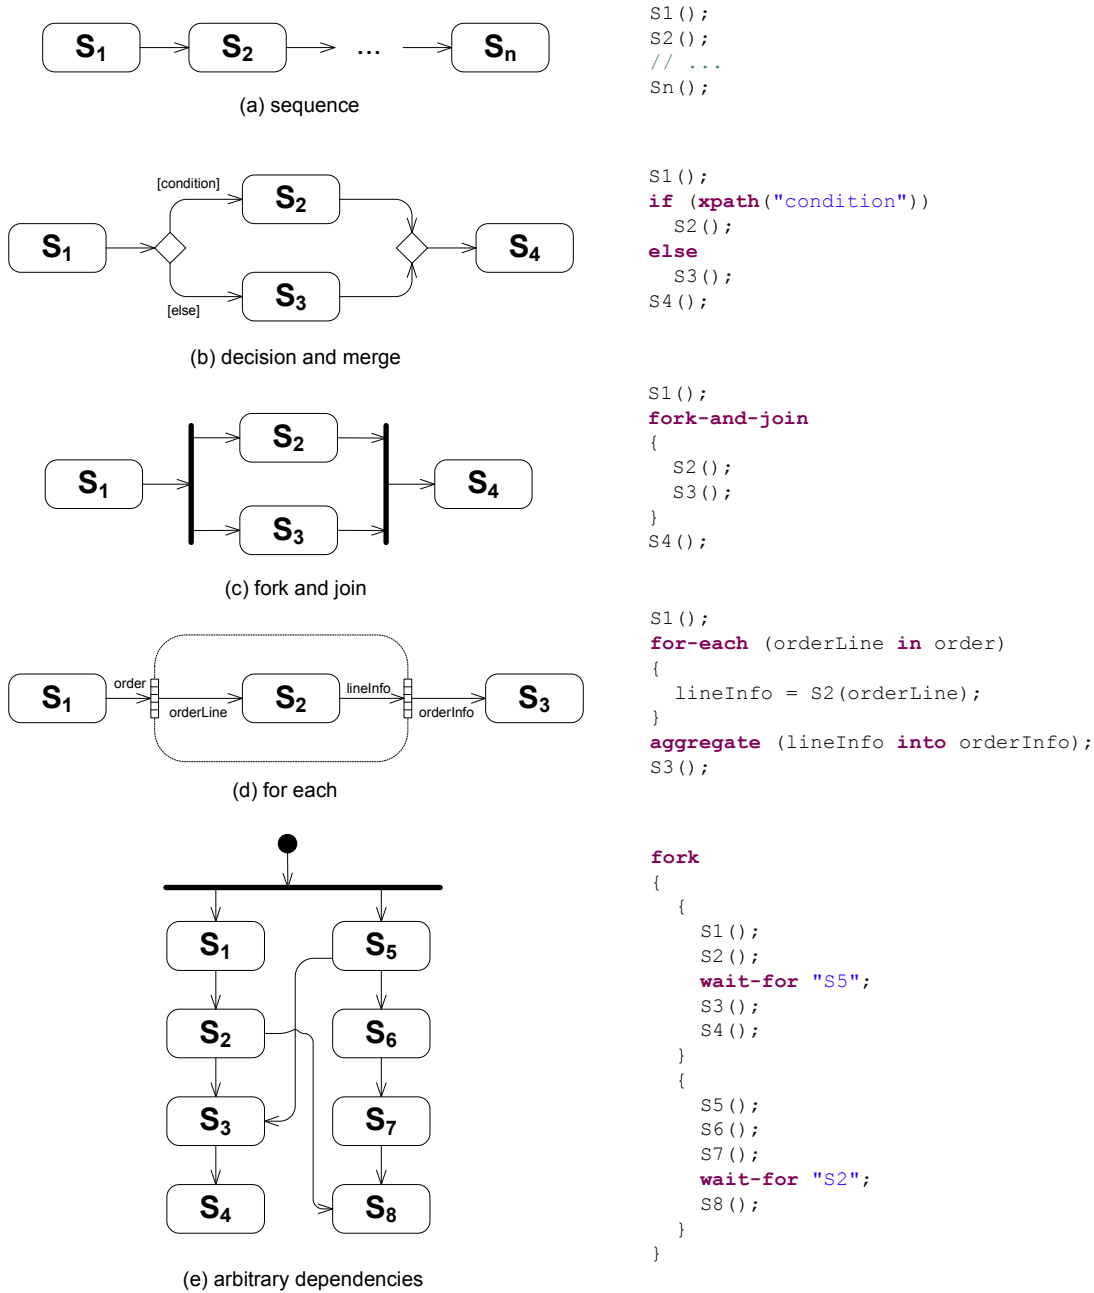 S1 S2 ... Sn
(a) sequence
S1();
S2();
// ...
Sn();
[condition]
S2
S1 S4
S3
[else]
(b) decision and merge
S1();
if (xpath("condition"))
S2();
else
S3();
S4();
S2
S1 S4
S3
(c) fork and join
S1();
fork-and-join
{
S2();
S3();
}
S4();
S1 order orderLine S2 lineInfo orderInfo S3
(d) for each
S1();
for-each (orderLine in order)
{
lineInfo = S2(orderLine);
}
aggregate (lineInfo into orderInfo);
S3();
S1 S5
S2 S6
S3 S7
S4 S8
(e) arbitrary dependencies
fork
{
{
S1();
S2();
wait-for "S5";
S3();
S4();
}
{
S5();
S6();
S7();
wait-for "S2";
S8();
}
}